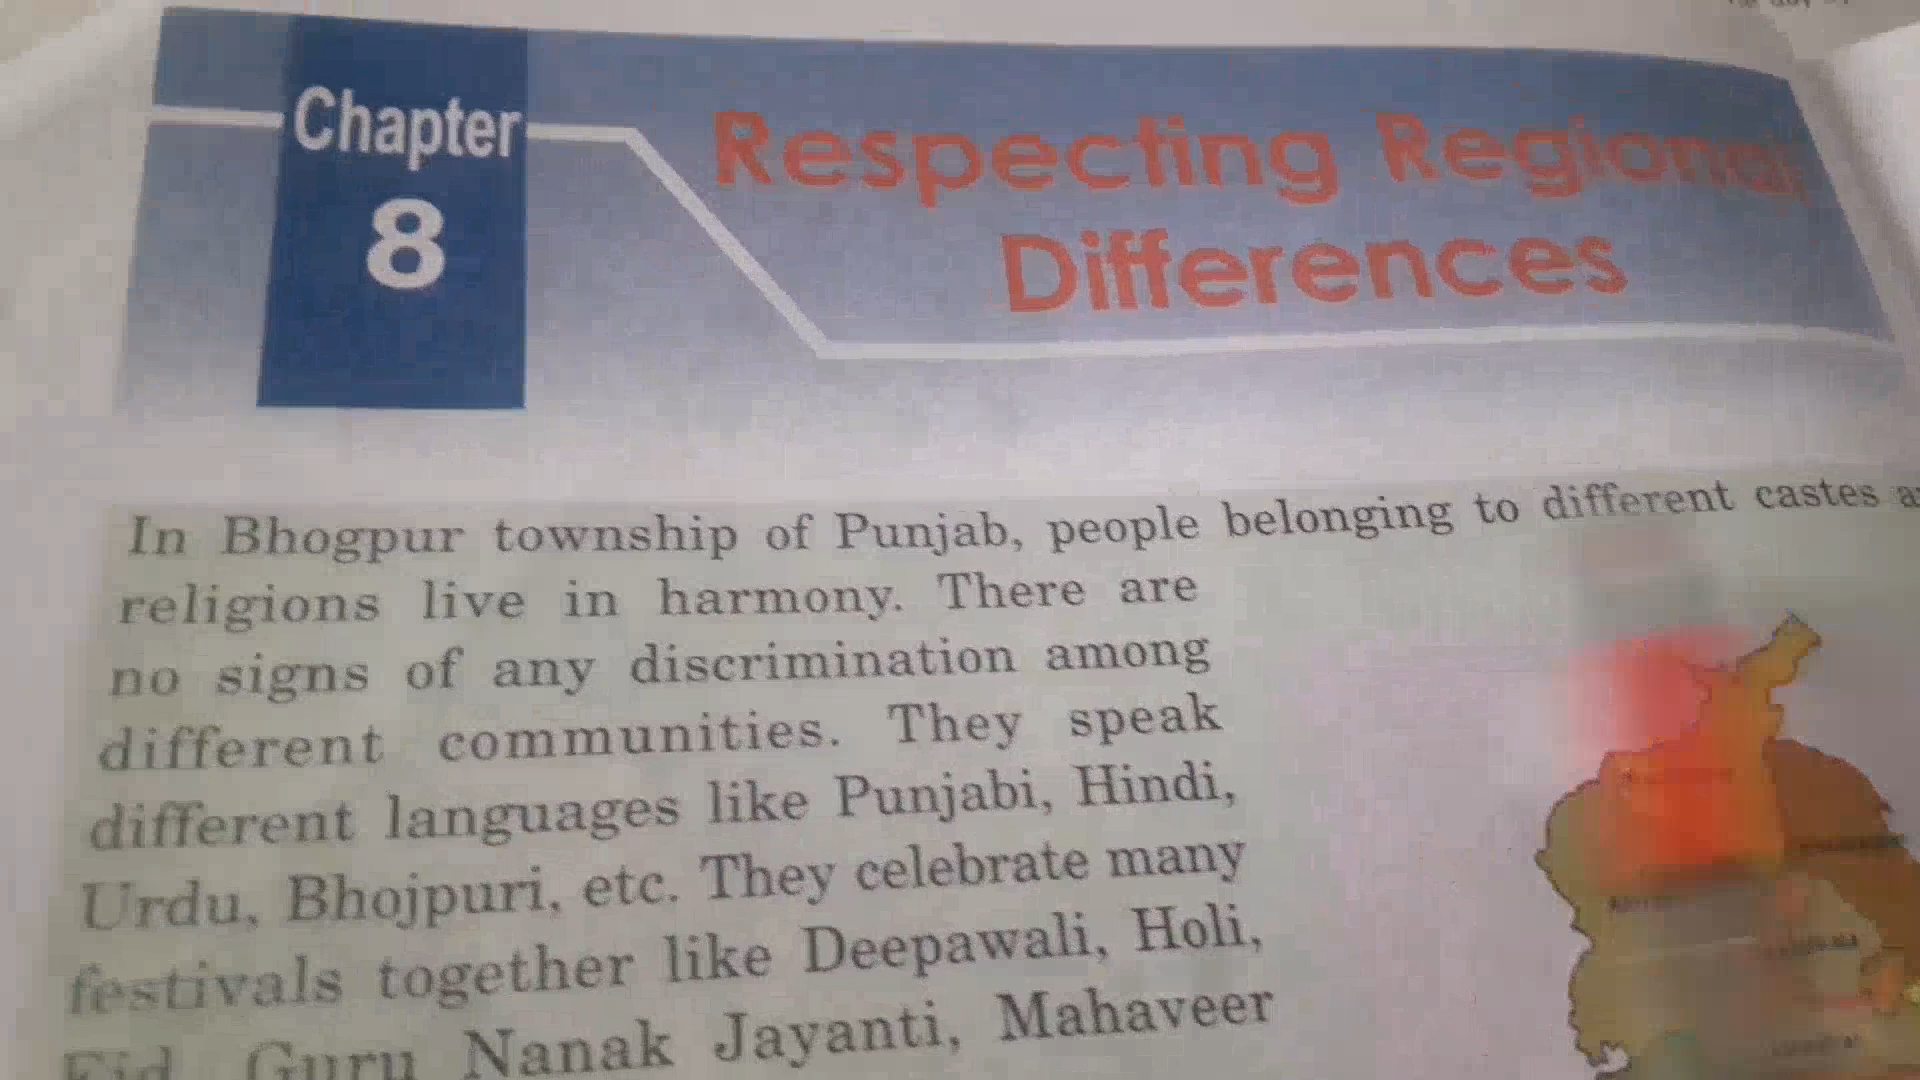 Chapter
8
Respecting Regional
Differences
In Bhogpur township of Punjab, people belonging to different castes
religions live in harmony. There are
no signs of any discrimination among
different communities. They speak
different languages like Punjabi, Hindi,
Urdu, Bhojpuri, etc. They celebrate many
festivals together like Deepawali, Holi,
Eid, Guru Nanak Jayanti, Mahaveer